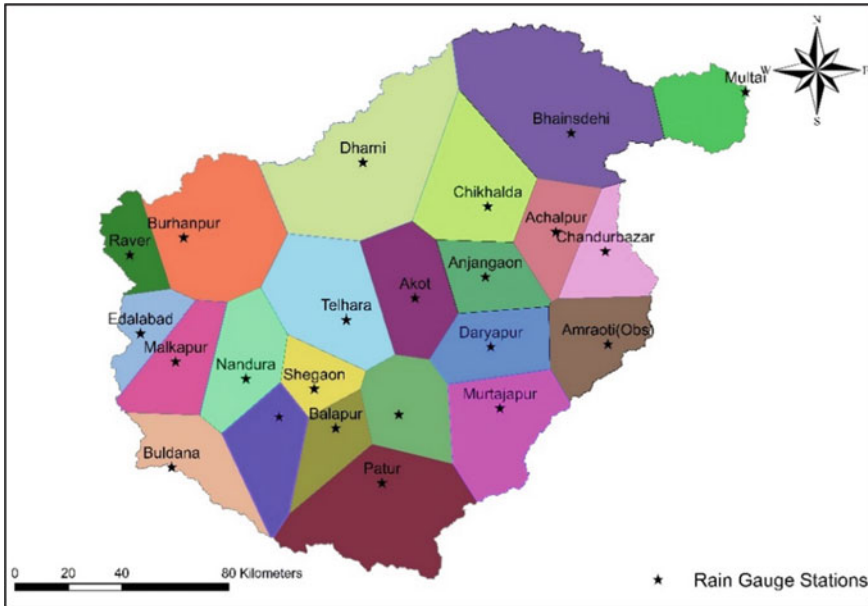 N
Multai
W
E
Bhainsdehi
S
Dharni
Chikhalda
Achalpur
Burhanpur
Chandurbazar
Raver
Anjangaon
Akot
Telhara
Edalabad
Amraoti(Obs)
Daryapur
Malkapur
Nandura
Shegaon
Murtajapur
Balapur
Buldana
Patur
0 20 40 80 Kilometers
Rain Gauge Stations